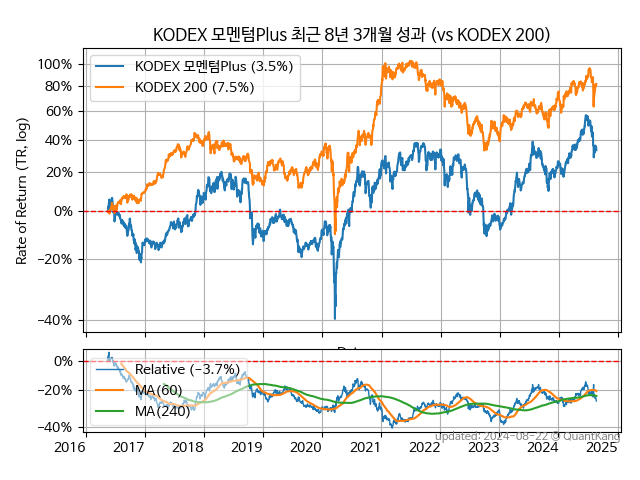 KODEX 모멘텀Plus 최근 8년 3개월 성과 (vs KODEX 200)
Rate of Return (TR, log)
100%
80%
60%
40%
20%
0%
−20%
−40%
KODEX 모멘텀Plus (3.5%)
KODEX 200 (7.5%)
0%
−20%
−40%
Relative (−3.7%)
MA(60)
MA(240)
2016 2017 2018 2019 2020 2021 2022 2023 2024 2025
updated: 2024-08-22 © QuantKang